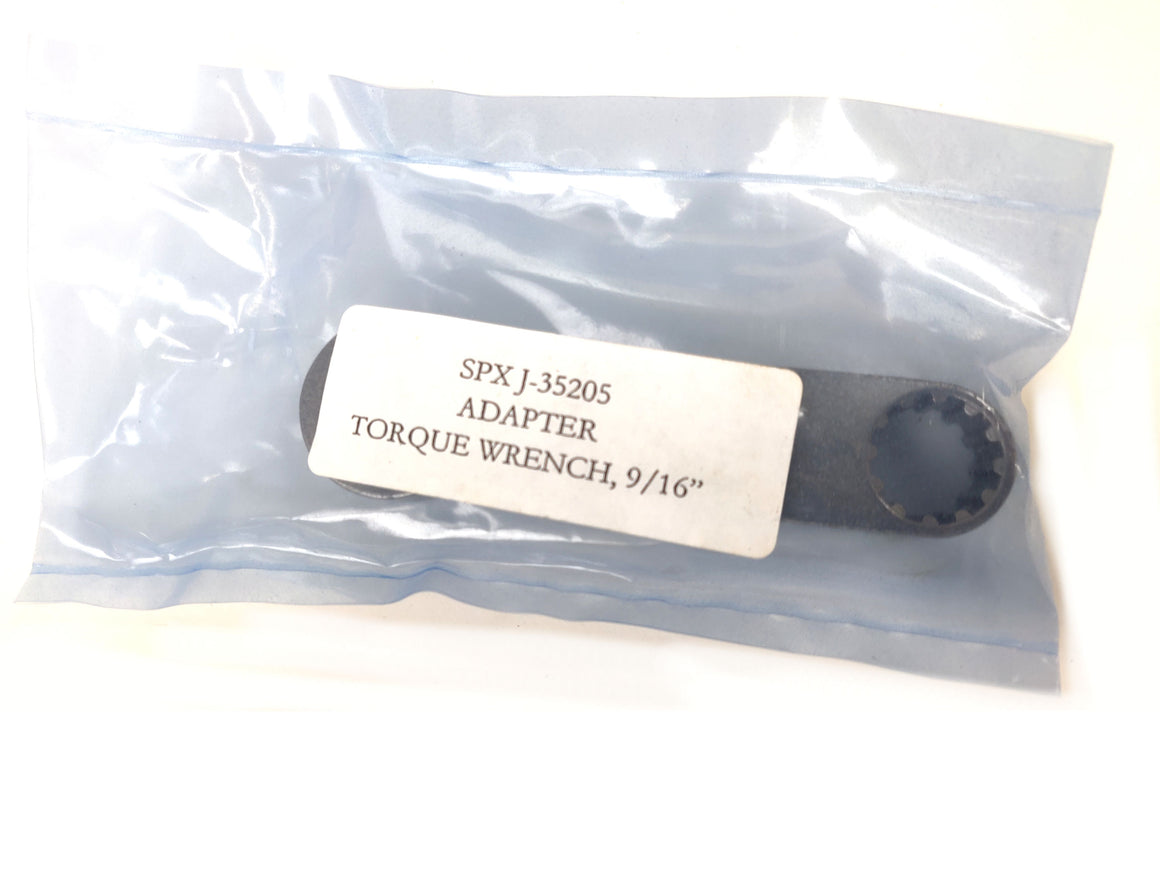 SPX J-35205
ADAPTER
TORQUE WRENCH, 9/16”